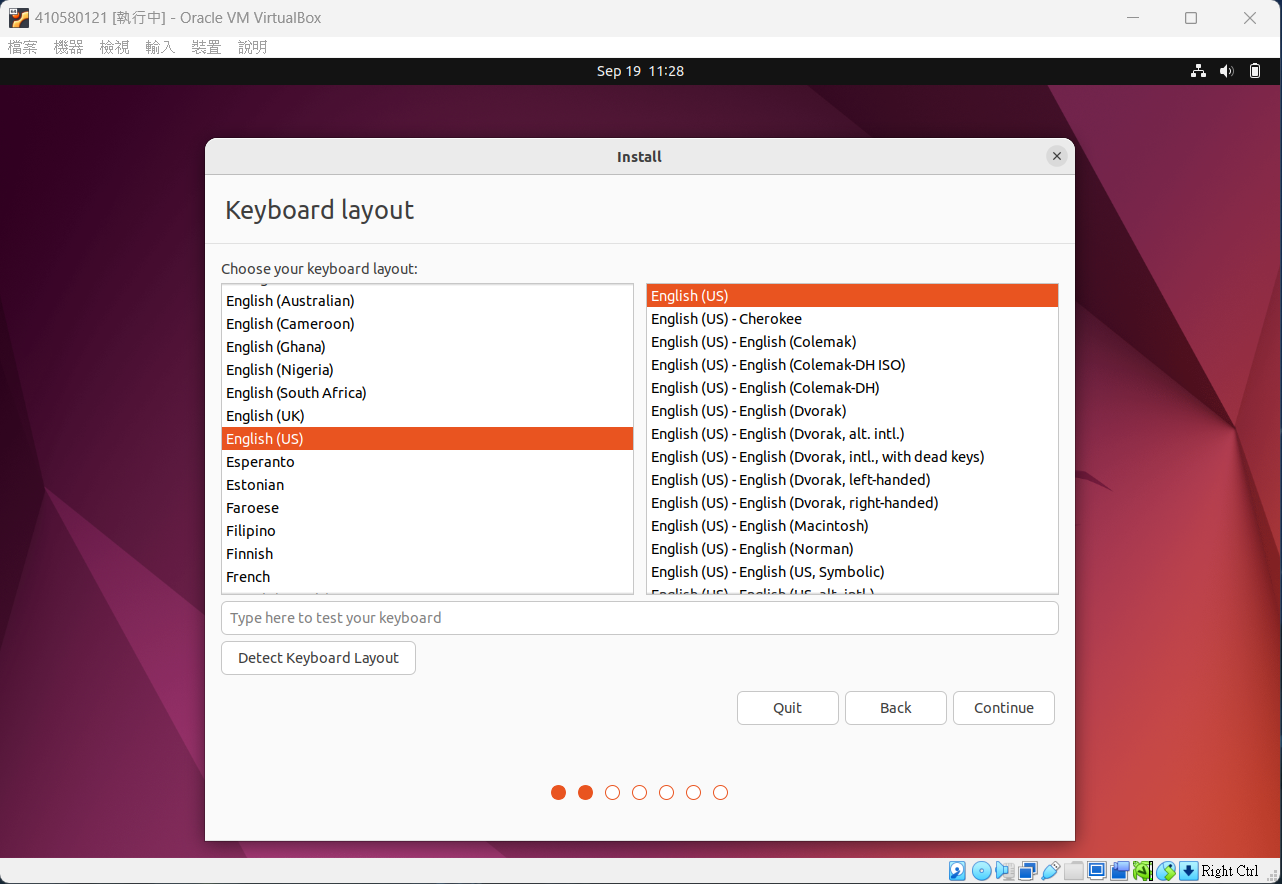 410580121 [執行中] - Oracle VM VirtualBox
檔案 機器 檢視 輸入 裝置 說明
Sep 19 11:28
Install
Keyboard layout
Choose your keyboard layout:
English (Australian)
English (Cameroon)
English (Ghana)
English (Nigeria)
English (South Africa)
English (UK)
English (US)
Esperanto
Estonian
Faroese
Filipino
Finnish
French
English (US)
English (US) - Cherokee
English (US) - English (Colemak)
English (US) - English (Colemak-DH ISO)
English (US) - English (Colemak-DH)
English (US) - English (Dvorak)
English (US) - English (Dvorak, alt. intl.)
English (US) - English (Dvorak, intl., with dead keys)
English (US) - English (Dvorak, left-handed)
English (US) - English (Dvorak, right-handed)
English (US) - English (Macintosh)
English (US) - English (Norman)
English (US) - English (US, Symbolic)
English (US) - English (US, alt. intl.)
Type here to test your keyboard
Detect Keyboard Layout
Quit Back Continue
Right Ctrl